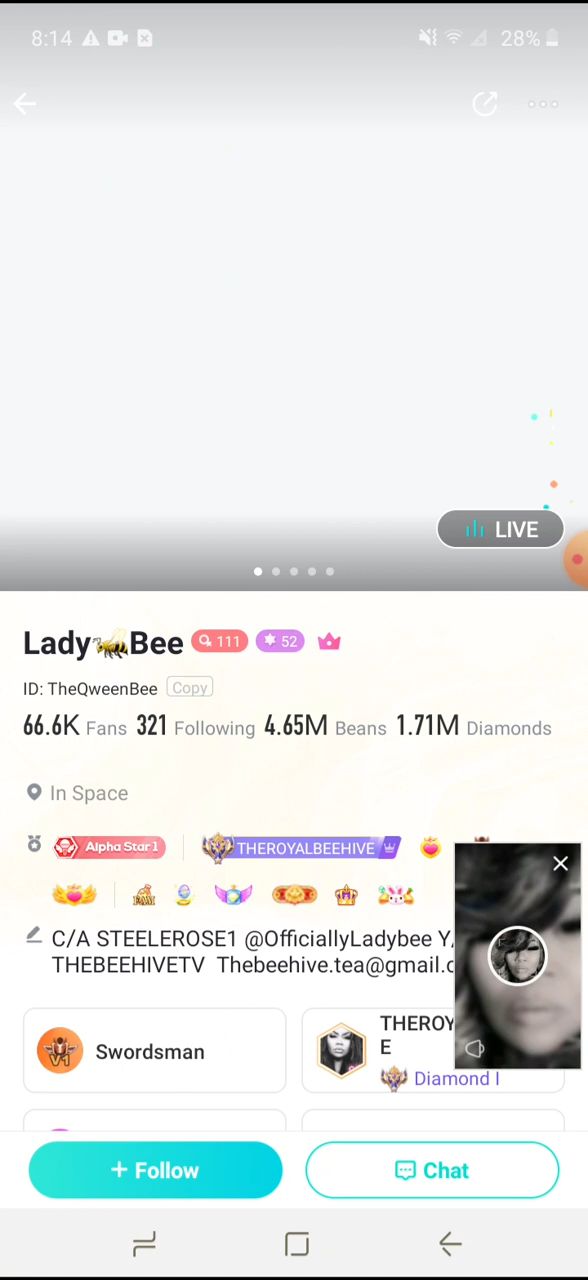 8:14
28%
LIVE
Lady🐝Bee 111 52
ID: TheQweenBee Copy
66.6K Fans 321 Following 4.65M Beans 1.71M Diamonds
In Space
Alpha Star 1 THEROYALBEEHIVE
FAM
C/A STEELEROSE1 @OfficiallyLadybee
THEBEEHIVETV Thebeehive.tea@gmail.c
V1 Swordsman
THEROY
E
Diamond I
+ Follow
Chat